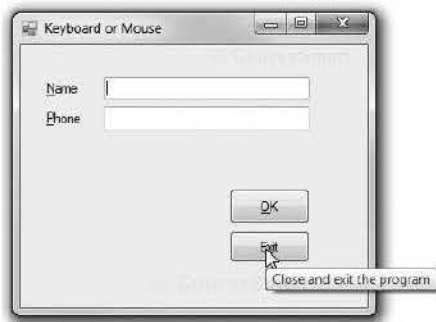 Keyboard or Mouse
Name
Phone
OK
Exit
Close and exit the program